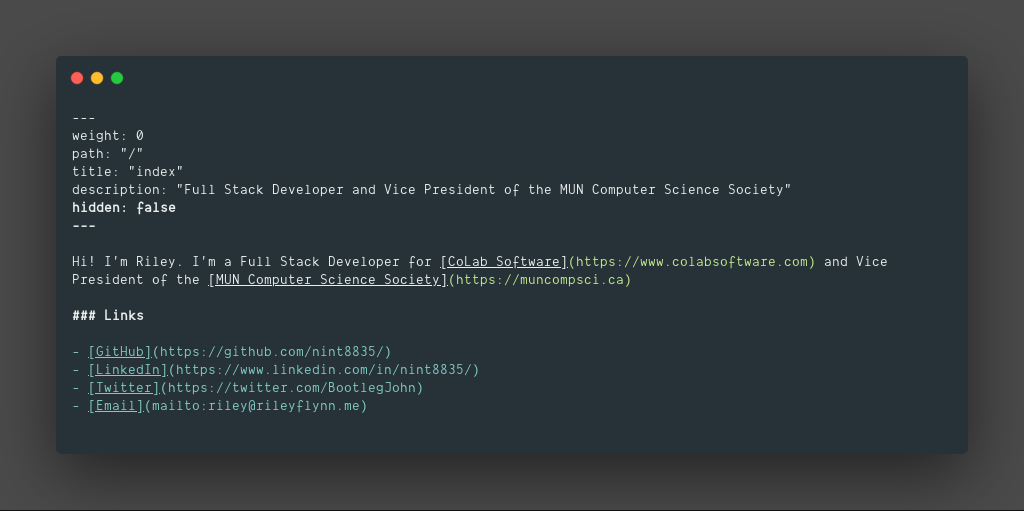 ---
weight: 0
path: "/"
title: "index"
description: "Full Stack Developer and Vice President of the MUN Computer Science Society"
hidden: false
---
Hi! I'm Riley. I'm a Full Stack Developer for [CoLab Software](https://www.colabsoftware.com) and Vice
President of the [MUN Computer Science Society](https://muncompsci.ca)
### Links
- [GitHub](https://github.com/nint8835/)
- [LinkedIn](https://www.linkedin.com/in/nint8835/)
- [Twitter](https://twitter.com/BootlegJohn)
- [Email](mailto:riley@rileyflynn.me)